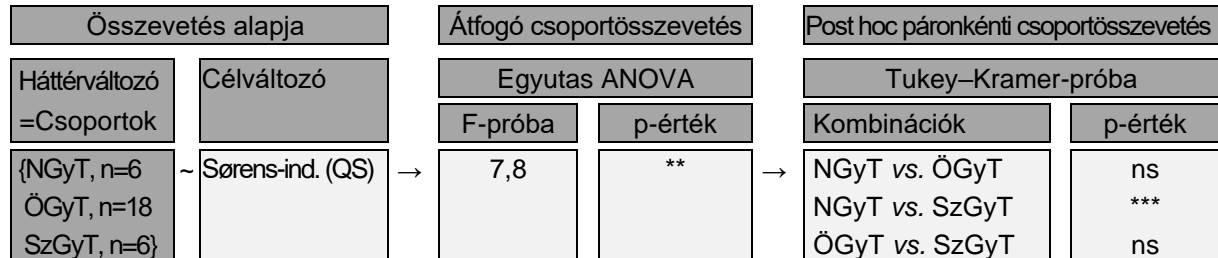 Összevetés alapja Átfogó csoportösszevetés Post hoc páronkénti csoportösszevetés
Háttérváltozó Célváltozó Egyutas ANOVA Tukey–Kramer-próba
=Csoportok F-próba p-érték Kombinációk p-érték
{NGyT, n=6 ~ Sørens-ind. (QS) → 7,8 ** → NGyT vs. ÖGyT ns
ÖGyT, n=18 NGyT vs. SzGyT ***
SzGyT, n=6} ÖGyT vs. SzGyT ns